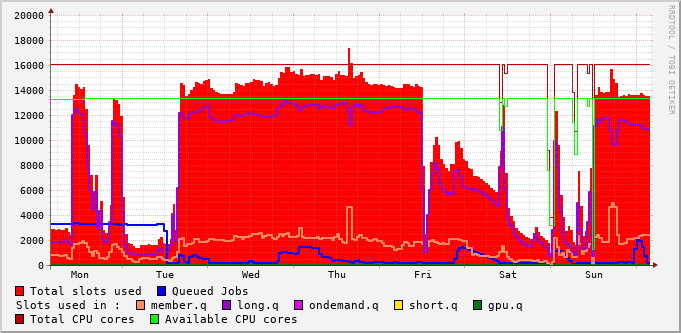 20000
18000
16000
14000
12000
10000
8000
6000
4000
2000
0
Mon Tue Wed Thu Fri Sat Sun
RRDTOOL / TOBI OETIKER
Total slots used Queued Jobs
Slots used in : member.q long.q ondemand.q short.q gpu.q
Total CPU cores Available CPU cores